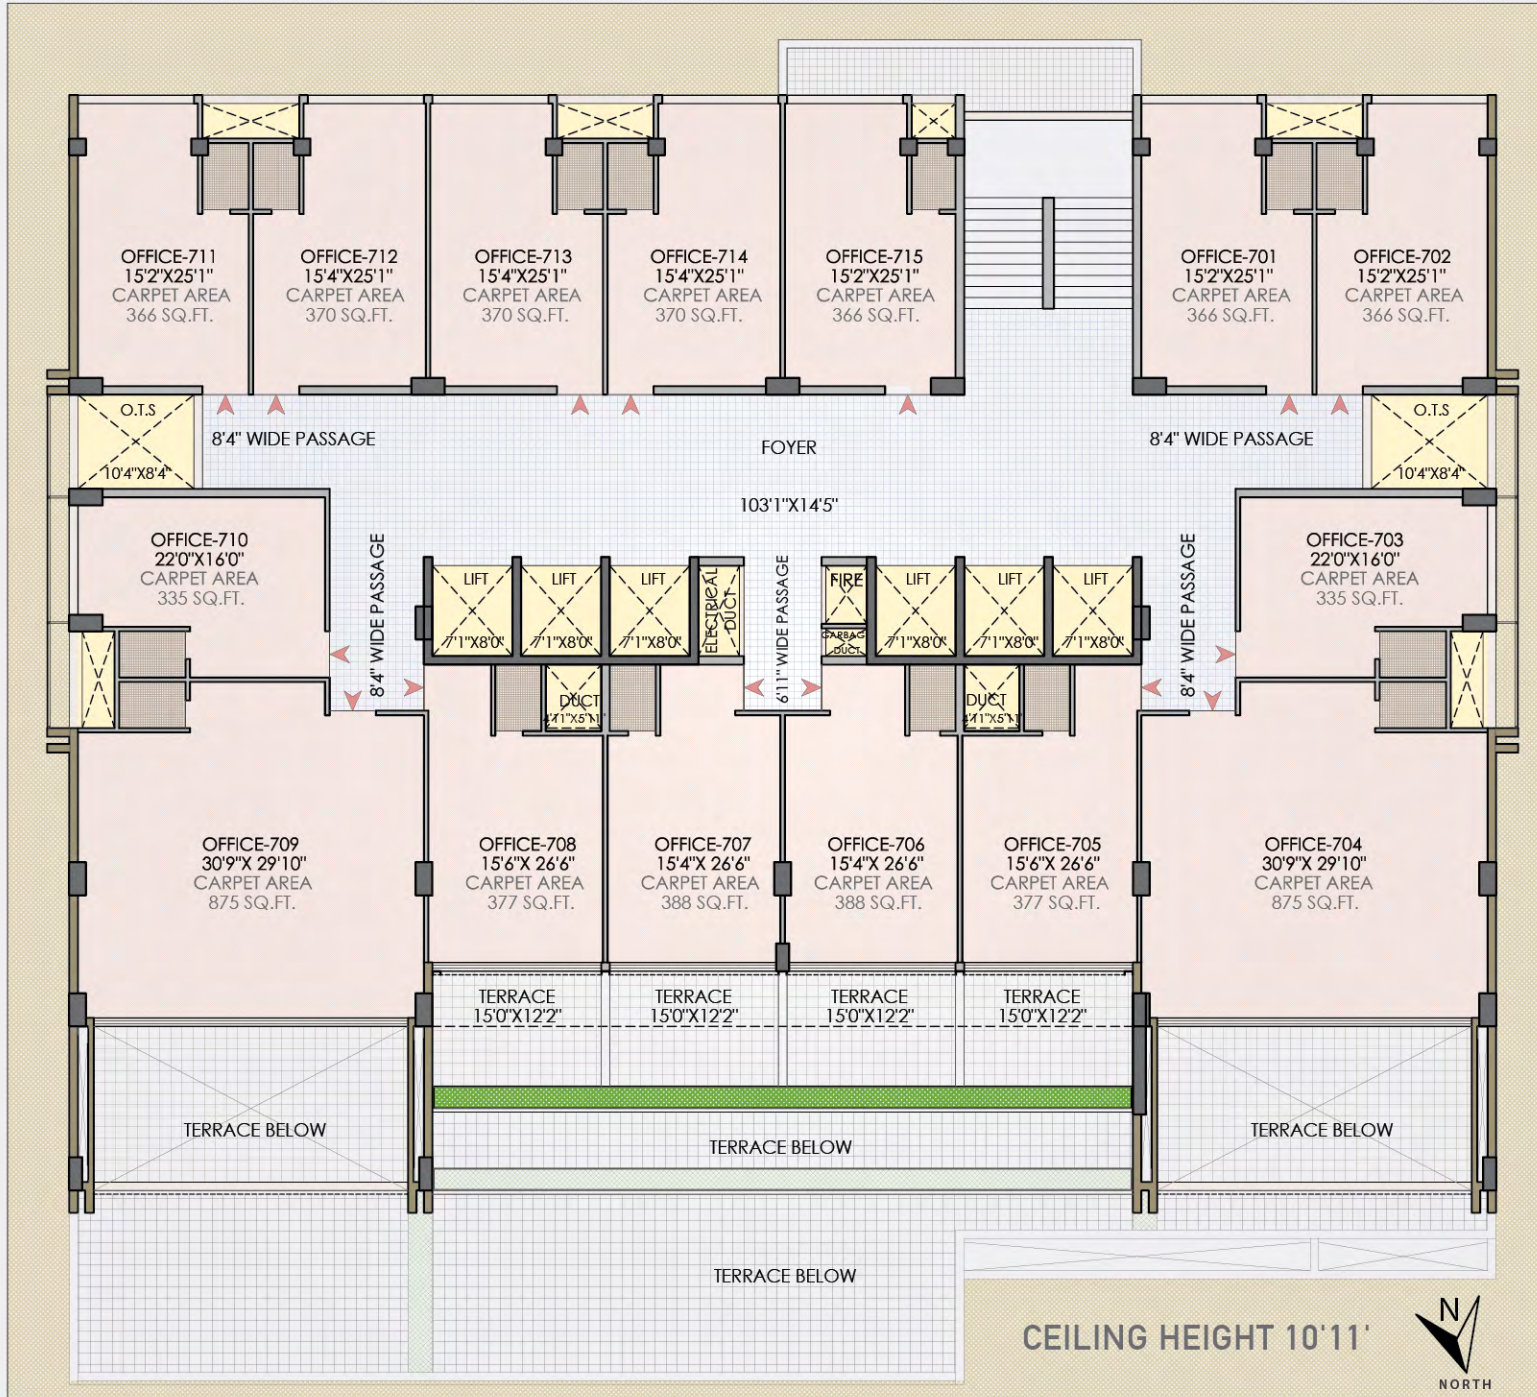 OFFICE-711
15'2"X25'1"
CARPET AREA
366 SQ.FT.
OFFICE-712
15'4"X25'1"
CARPET AREA
370 SQ.FT.
OFFICE-713
15'4"X25'1"
CARPET AREA
370 SQ.FT.
OFFICE-714
15'4"X25'1"
CARPET AREA
370 SQ.FT.
OFFICE-715
15'2"X25'1"
CARPET AREA
366 SQ.FT.
OFFICE-701
15'2"X25'1"
CARPET AREA
366 SQ.FT.
OFFICE-702
15'2"X25'1"
CARPET AREA
366 SQ.FT.
O.T.S
10'4"X8'4"
8'4" WIDE PASSAGE
FOYER
103'1"X14'5"
8'4" WIDE PASSAGE
O.T.S
10'4"X8'4"
OFFICE-710
22'0"X16'0"
CARPET AREA
335 SQ.FT.
8'4" WIDE PASSAGE
LIFT
7'1"X8'0"
LIFT
7'1"X8'0"
LIFT
7'1"X8'0"
ELECTRICAL
DUCT
6'11" WIDE PASSAGE
FIRE
GARBAGE
DUCT
LIFT
7'1"X8'0"
LIFT
7'1"X8'0"
LIFT
7'1"X8'0"
8'4" WIDE PASSAGE
OFFICE-703
22'0"X16'0"
CARPET AREA
335 SQ.FT.
DUCT
4'11"X5'11"
DUCT
4'11"X5'11"
OFFICE-709
30'9"X 29'10"
CARPET AREA
875 SQ.FT.
OFFICE-708
15'6"X 26'6"
CARPET AREA
377 SQ.FT.
OFFICE-707
15'4"X 26'6"
CARPET AREA
388 SQ.FT.
OFFICE-706
15'4"X 26'6"
CARPET AREA
388 SQ.FT.
OFFICE-705
15'6"X 26'6"
CARPET AREA
377 SQ.FT.
OFFICE-704
30'9"X 29'10"
CARPET AREA
875 SQ.FT.
TERRACE
15'0"X12'2"
TERRACE
15'0"X12'2"
TERRACE
15'0"X12'2"
TERRACE
15'0"X12'2"
TERRACE BELOW
TERRACE BELOW
TERRACE BELOW
TERRACE BELOW
CEILING HEIGHT 10'11'
N
NORTH